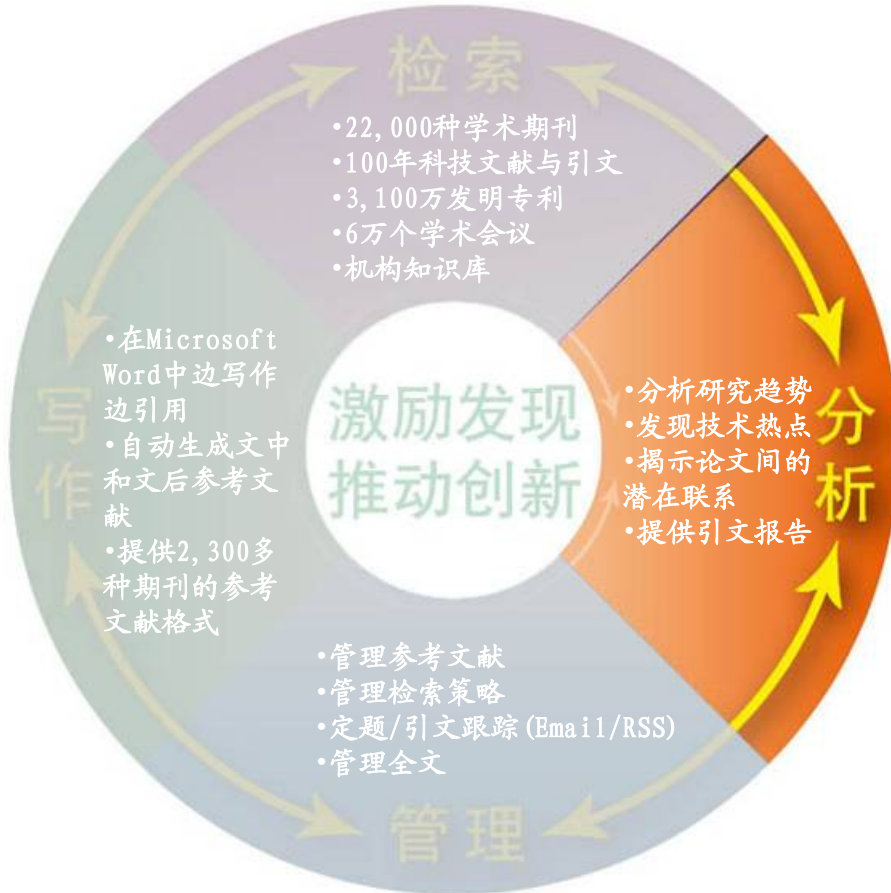 检索
•22,000种学术期刊
•100年科技文献与引文
•3,100万发明专利
•6万个学术会议
•机构知识库
写作
•在Microsoft
Word中边写作
边引用
•自动生成文中
和文后参考文
献
•提供2,300多
种期刊的参考
文献格式
激励发现
推动创新
分析
•分析研究趋势
•发现技术热点
•揭示论文间的
潜在联系
•提供引文报告
•管理参考文献
•管理检索策略
•定题/引文跟踪(Email/RSS)
•管理全文
管理